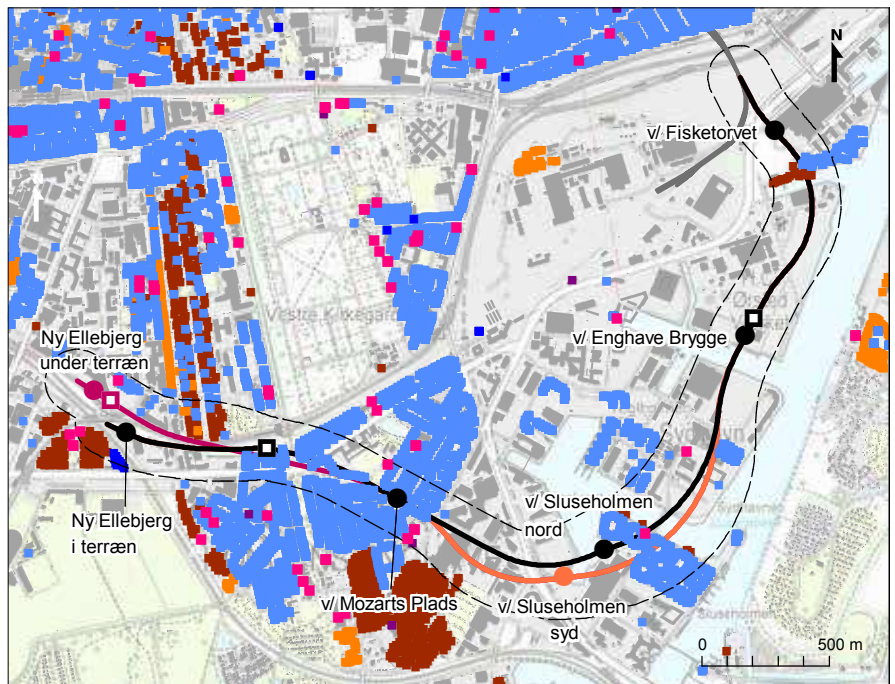 N
v/ Fisketorvet
Vestre Kirkegård
Ørsted
Ny Ellebjerg
under terræn
v/ Enghave Brygge
v/ Sluseholmen
nord
Ny Ellebjerg
i terræn
v/ Mozarts Plads
v/. Sluseholmen
syd
0 500 m